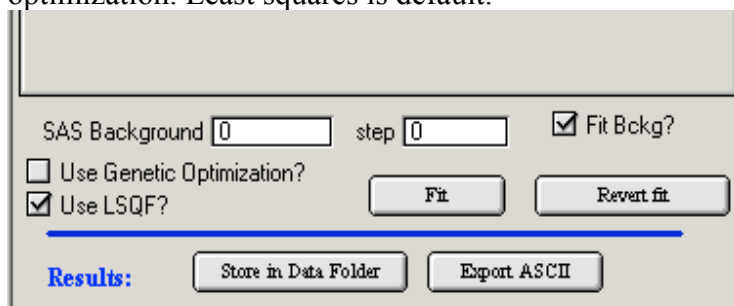 optimization. Least squares is default.
SAS Background 0 step 0 Fit Bckg?
Use Genetic Optimization?
Use LSQF?
Fit Revert fit
Results: Store in Data Folder Export ASCII